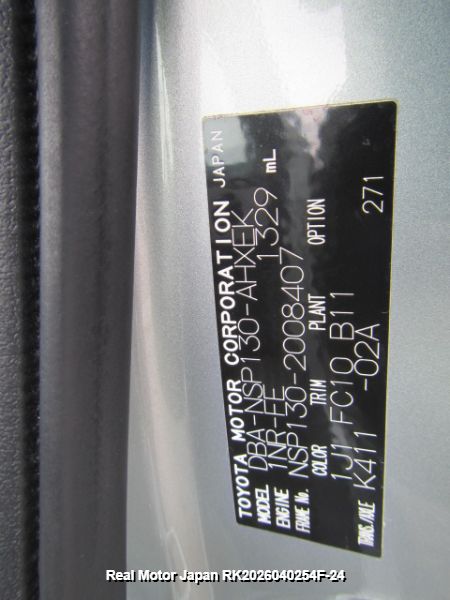 TOYOTA MOTOR CORPORATION JAPAN
MODEL DBA-NSP130-AHXEK
ENGINE 1NR-FE 1329 mL
FRAME No. NSP130-2008407
COLOR TRIM PLANT OPTION
1J1 FC10 B11 271
TRANS./AXLE K411 -02A
Real Motor Japan RK2026040254F-24